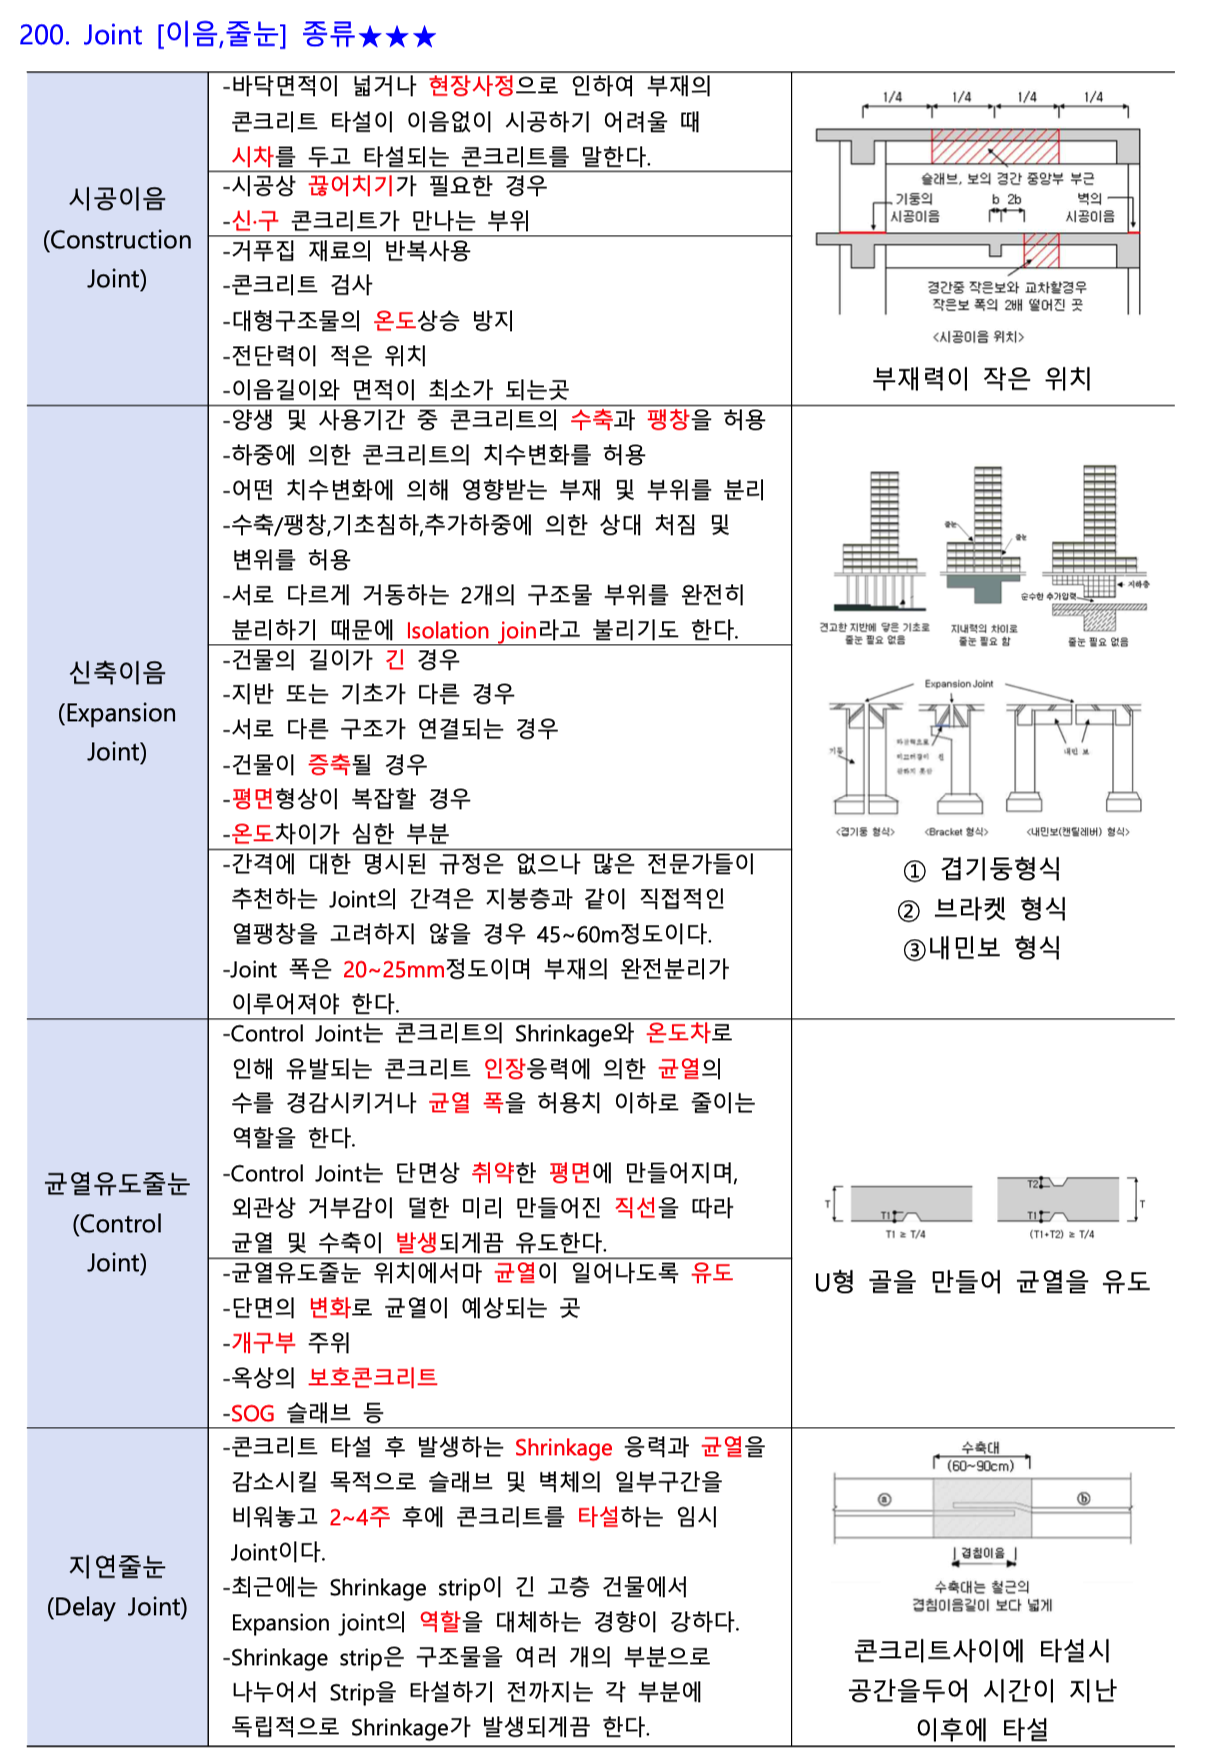 200. Joint [이음,줄눈] 종류★★★
시공이음
(Construction
Joint)
-바닥면적이 넓거나 현장사정으로 인하여 부재의
콘크리트 타설이 이음없이 시공하기 어려울 때
시차를 두고 타설되는 콘크리트를 말한다.
-시공상 끊어치기가 필요한 경우
-신·구 콘크리트가 만나는 부위
-거푸집 재료의 반복사용
-콘크리트 검사
-대형구조물의 온도상승 방지
-전단력이 적은 위치
-이음길이와 면적이 최소가 되는곳
1/4 1/4 1/4 1/4
슬래브, 보의 경간 중앙부 부근
기둥의
시공이음
b 2b
벽의
시공이음
경간중 작은보와 교차할경우
작은보 폭의 2배 떨어진 곳
<시공이음 위치>
부재력이 작은 위치
신축이음
(Expansion
Joint)
-양생 및 사용기간 중 콘크리트의 수축과 팽창을 허용
-하중에 의한 콘크리트의 치수변화를 허용
-어떤 치수변화에 의해 영향받는 부재 및 부위를 분리
-수축/팽창,기초침하,추가하중에 의한 상대 처짐 및
변위를 허용
-서로 다르게 거동하는 2개의 구조물 부위를 완전히
분리하기 때문에 Isolation join라고 불리기도 한다.
-건물의 길이가 긴 경우
-지반 또는 기초가 다른 경우
-서로 다른 구조가 연결되는 경우
-건물이 증축될 경우
-평면형상이 복잡할 경우
-온도차이가 심한 부분
-간격에 대한 명시된 규정은 없으나 많은 전문가들이
추천하는 Joint의 간격은 지붕층과 같이 직접적인
열팽창을 고려하지 않을 경우 45~60m정도이다.
-Joint 폭은 20~25mm정도이며 부재의 완전분리가
이루어져야 한다.
줄눈
줄눈
지하층
순수한 추가압력
견고한 지반에 닿은 기초로
줄눈 필요 없음
지내력의 차이로
줄눈 필요 함
줄눈 필요 없음
Expansion Joint
기둥
내민 보
<겹기둥 형식>
<Bracket 형식>
<내민보(캔틸레버) 형식>
① 겹기둥형식
② 브라켓 형식
③내민보 형식
균열유도줄눈
(Control
Joint)
-Control Joint는 콘크리트의 Shrinkage와 온도차로
인해 유발되는 콘크리트 인장응력에 의한 균열의
수를 경감시키거나 균열 폭을 허용치 이하로 줄이는
역할을 한다.
-Control Joint는 단면상 취약한 평면에 만들어지며,
외관상 거부감이 덜한 미리 만들어진 직선을 따라
균열 및 수축이 발생되게끔 유도한다.
-균열유도줄눈 위치에서마 균열이 일어나도록 유도
-단면의 변화로 균열이 예상되는 곳
-개구부 주위
-옥상의 보호콘크리트
-SOG 슬래브 등
T T1
T1 ≥ T/4
T2
T1 T
(T1+T2) ≥ T/4
U형 골을 만들어 균열을 유도
지연줄눈
(Delay Joint)
-콘크리트 타설 후 발생하는 Shrinkage 응력과 균열을
감소시킬 목적으로 슬래브 및 벽체의 일부구간을
비워놓고 2~4주 후에 콘크리트를 타설하는 임시
Joint이다.
-최근에는 Shrinkage strip이 긴 고층 건물에서
Expansion joint의 역할을 대체하는 경향이 강하다.
-Shrinkage strip은 구조물을 여러 개의 부분으로
나누어서 Strip을 타설하기 전까지는 각 부분에
독립적으로 Shrinkage가 발생되게끔 한다.
수축대
(60~90cm)
ⓐ ⓑ
겹침이음
수축대는 철근의
겹침이음길이 보다 넓게
콘크리트사이에 타설시
공간을두어 시간이 지난
이후에 타설